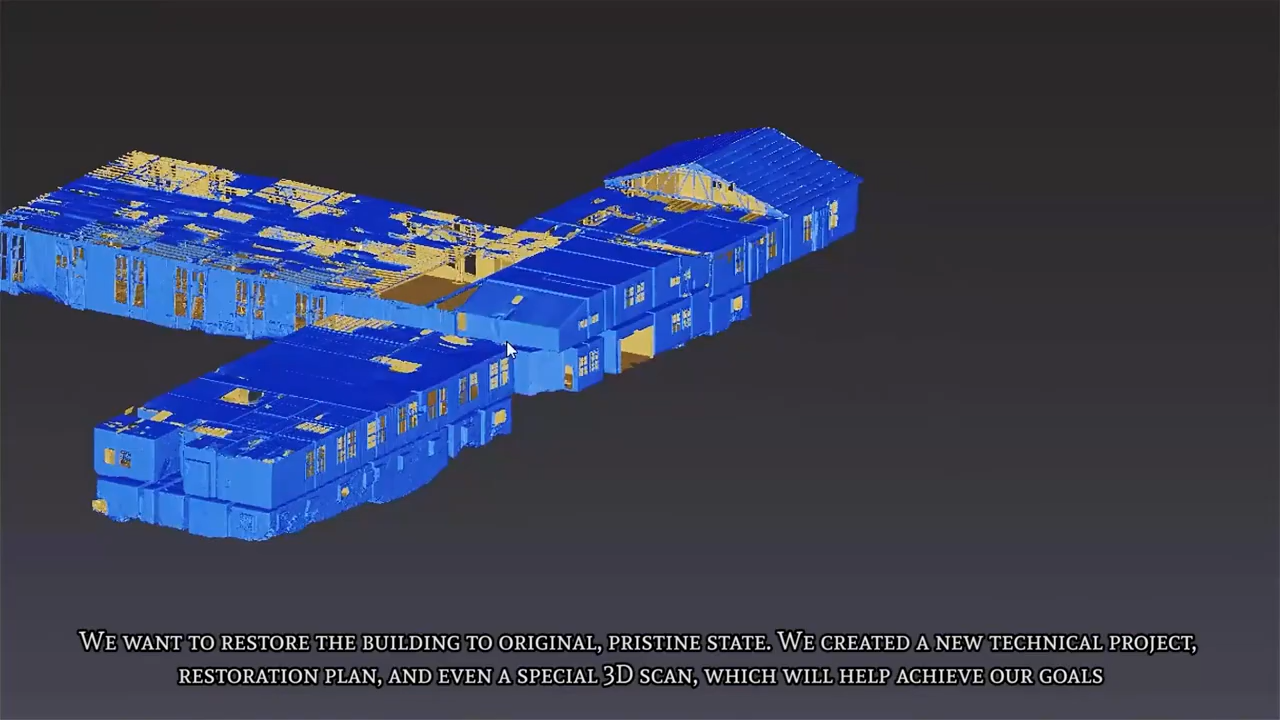 We want to restore the building to original, pristine state. We created a new technical project,
restoration plan, and even a special 3D scan, which will help achieve our goals